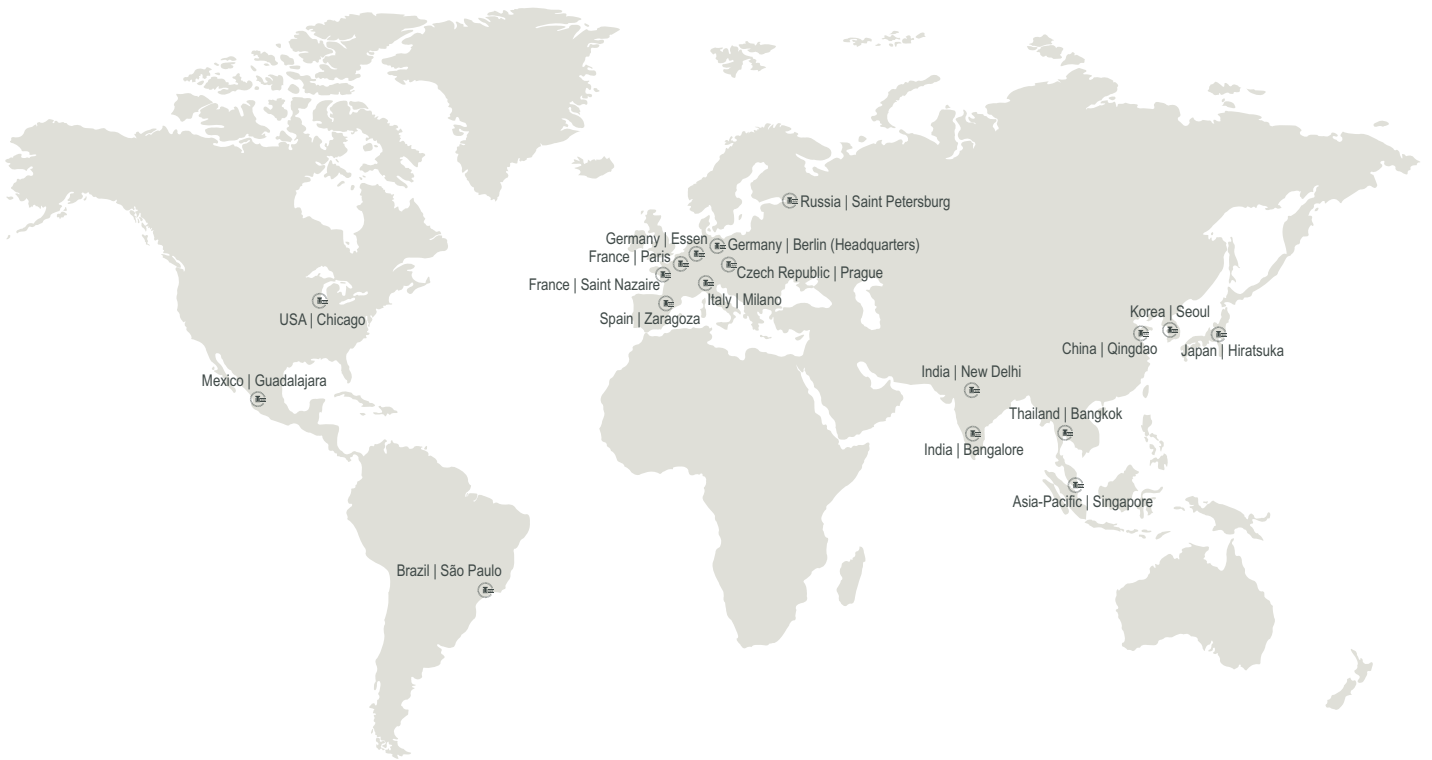 Russia | Saint Petersburg
Germany | Essen
Germany | Berlin (Headquarters)
France | Paris
Czech Republic | Prague
France | Saint Nazaire
Italy | Milano
Spain | Zaragoza
USA | Chicago
Korea | Seoul
China | Qingdao
Japan | Hiratsuka
Mexico | Guadalajara
India | New Delhi
Thailand | Bangkok
India | Bangalore
Asia-Pacific | Singapore
Brazil | São Paulo